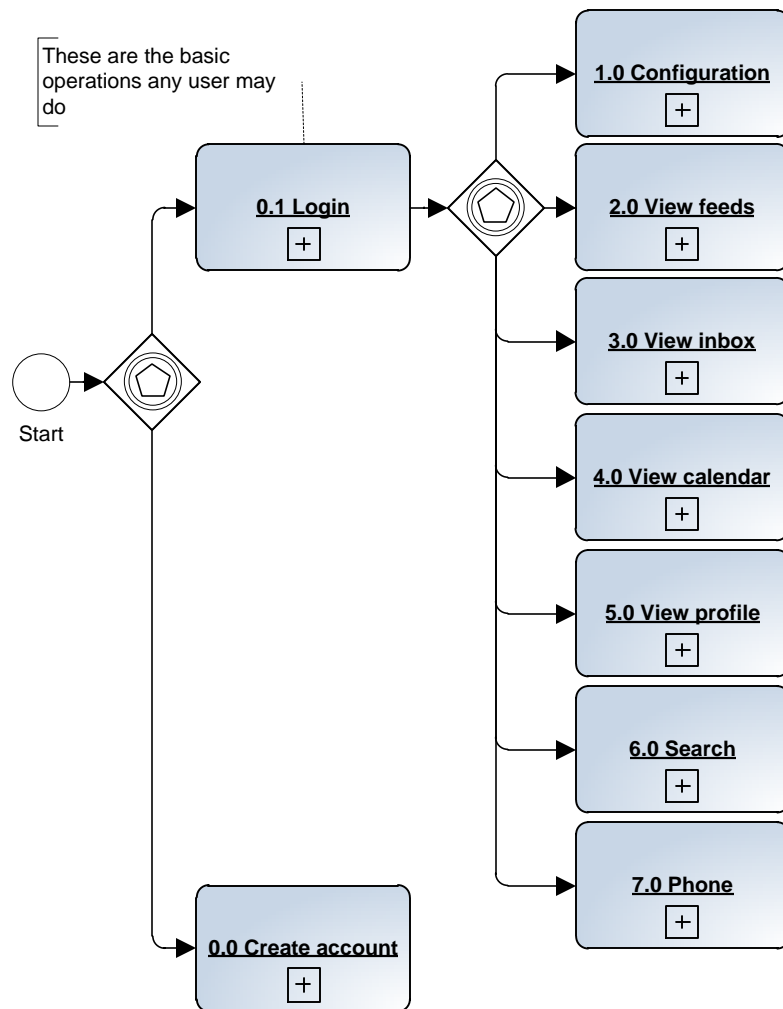 These are the basic
operations any user may
do
1.0 Configuration
0.1 Login
2.0 View feeds
3.0 View inbox
Start
4.0 View calendar
5.0 View profile
6.0 Search
7.0 Phone
0.0 Create account